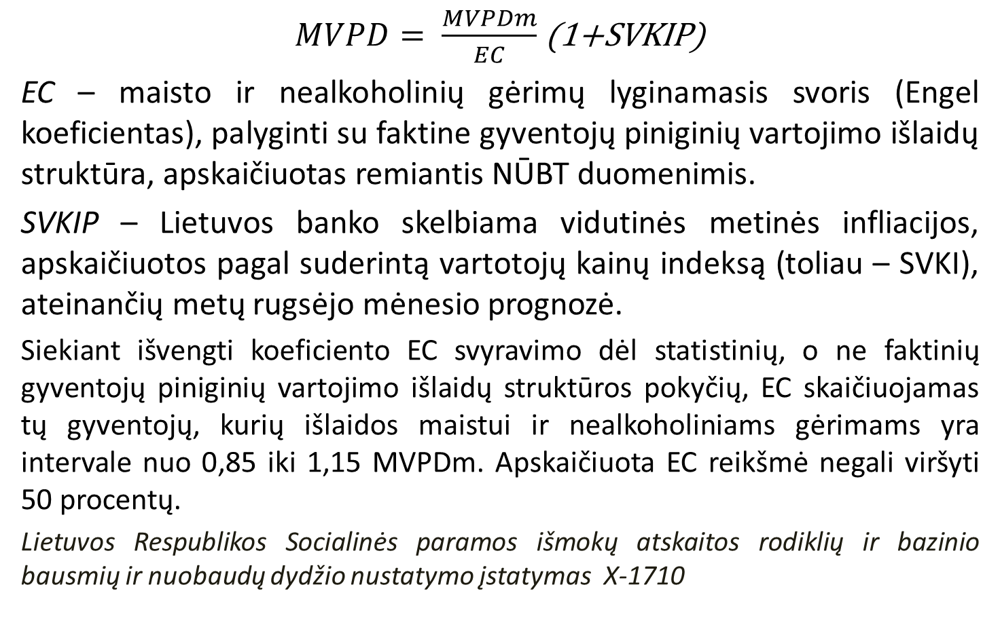 MVPD = MVPDm/EC (1+SVKIP)
EC – maisto ir nealkoholinių gėrimų lyginamasis svoris (Engel
koeficientas), palyginti su faktine gyventojų piniginių vartojimo išlaidų
struktūra, apskaičiuotas remiantis NŪBT duomenimis.
SVKIP – Lietuvos banko skelbiama vidutinės metinės infliacijos,
apskaičiuotos pagal suderintą vartotojų kainų indeksą (toliau – SVKI),
ateinančių metų rugsėjo mėnesio prognozė.
Siekiant išvengti koeficiento EC svyravimo dėl statistinių, o ne faktinių
gyventojų piniginių vartojimo išlaidų struktūros pokyčių, EC skaičiuojamas
tų gyventojų, kurių išlaidos maistui ir nealkoholiniams gėrimams yra
intervale nuo 0,85 iki 1,15 MVPDm. Apskaičiuota EC reikšmė negali viršyti
50 procentų.
Lietuvos Respublikos Socialinės paramos išmokų atskaitos rodiklių ir bazinio
bausmių ir nuobaudų dydžio nustatymo įstatymas X-1710